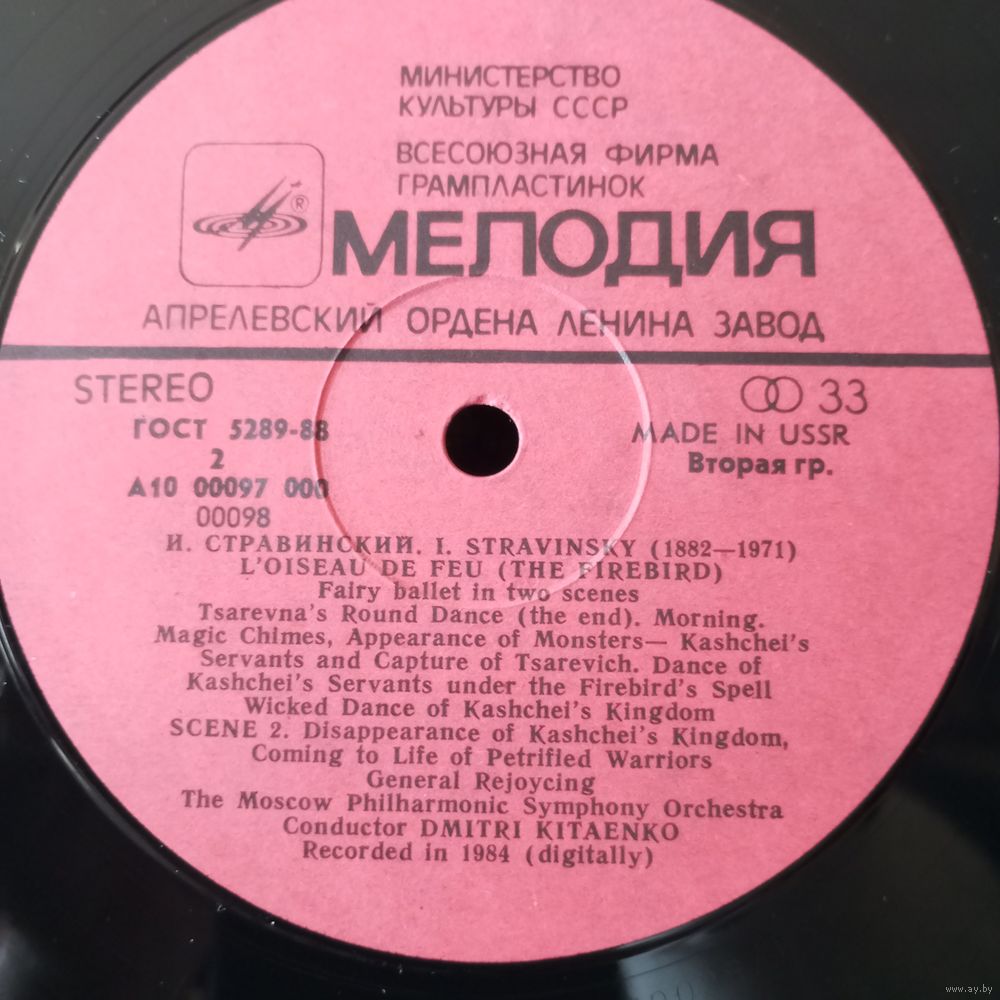 МИНИСТЕРСТВО
КУЛЬТУРЫ СССР
ВСЕСОЮЗНАЯ ФИРМА
ГРАМПЛАСТИНОК
®
МЕЛОДИЯ
АПРЕЛЕВСКИЙ ОРДЕНА ЛЕНИНА ЗАВОД
STEREO 33
ГОСТ 5289-88 MADE IN USSR
2 Вторая гр.
А10 00097 000
00098
И. СТРАВИНСКИЙ. I. STRAVINSKY (1882—1971)
L'OISEAU DE FEU (THE FIREBIRD)
Fairy ballet in two scenes
Tsarevna's Round Dance (the end). Morning.
Magic Chimes, Appearance of Monsters— Kashchei's
Servants and Capture of Tsarevich. Dance of
Kashchei's Servants under the Firebird's Spell
Wicked Dance of Kashchei's Kingdom
SCENE 2. Disappearance of Kashchei's Kingdom,
Coming to Life of Petrified Warriors
General Rejoycing
The Moscow Philharmonic Symphony Orchestra
Conductor DMITRI KITAENKO
Recorded in 1984 (digitally)
www.ay.by